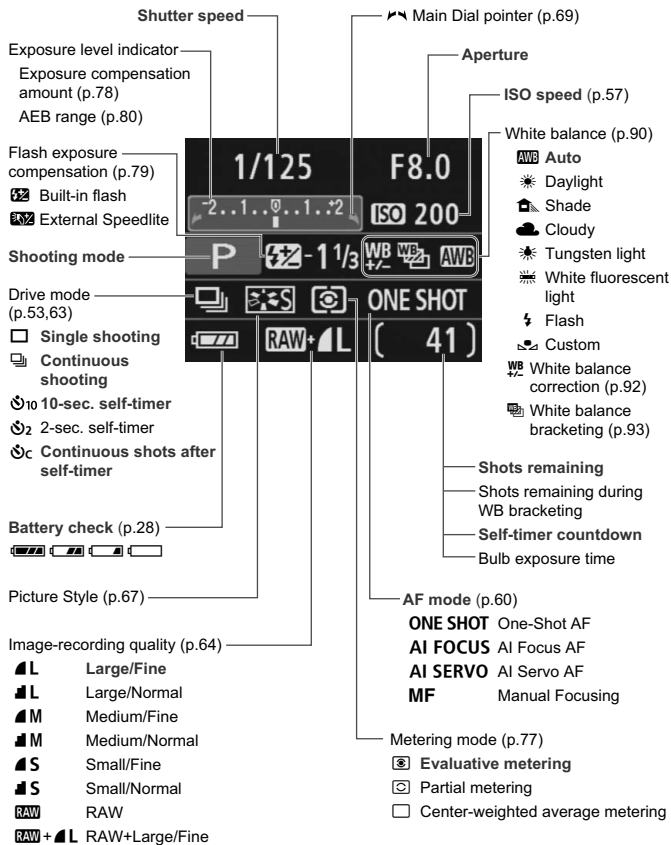 Shutter speed
Main Dial pointer (p.69)
Exposure level indicator
Exposure compensation
amount (p.78)
AEB range (p.80)
Aperture
ISO speed (p.57)
Flash exposure
compensation (p.79)
Built-in flash
External Speedlite
Shooting mode
Drive mode
(p.53,63)
Single shooting
Continuous
shooting
10 10-sec. self-timer
2 2-sec. self-timer
C Continuous shots after
self-timer
Battery check (p.28)
Picture Style (p.67)
Image-recording quality (p.64)
L Large/Fine
L Large/Normal
M Medium/Fine
M Medium/Normal
S Small/Fine
S Small/Normal
RAW RAW
RAW + L RAW+Large/Fine
1/125 F8.0
-2..1..0..1..+2 ISO 200
P -1 1/3 WB +/- WB AWB
S ONE SHOT
RAW+ L [ 41 ]
White balance (p.90)
AWB Auto
Daylight
Shade
Cloudy
Tungsten light
White fluorescent
light
Flash
Custom
WB +/- White balance
correction (p.92)
WB White balance
bracketing (p.93)
Shots remaining
Shots remaining during
WB bracketing
Self-timer countdown
Bulb exposure time
AF mode (p.60)
ONE SHOT One-Shot AF
AI FOCUS AI Focus AF
AI SERVO AI Servo AF
MF Manual Focusing
Metering mode (p.77)
Evaluative metering
Partial metering
Center-weighted average metering